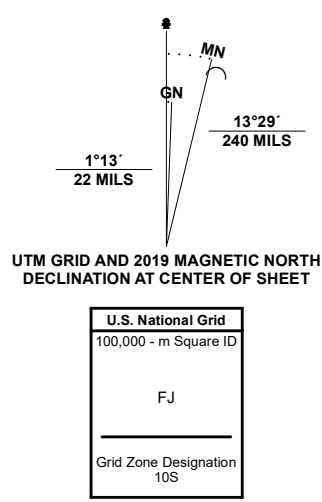 MN
GN
13°29´
240 MILS
1°13´
22 MILS
UTM GRID AND 2019 MAGNETIC NORTH
DECLINATION AT CENTER OF SHEET
U.S. National Grid
100,000 - m Square ID
FJ
Grid Zone Designation
10S